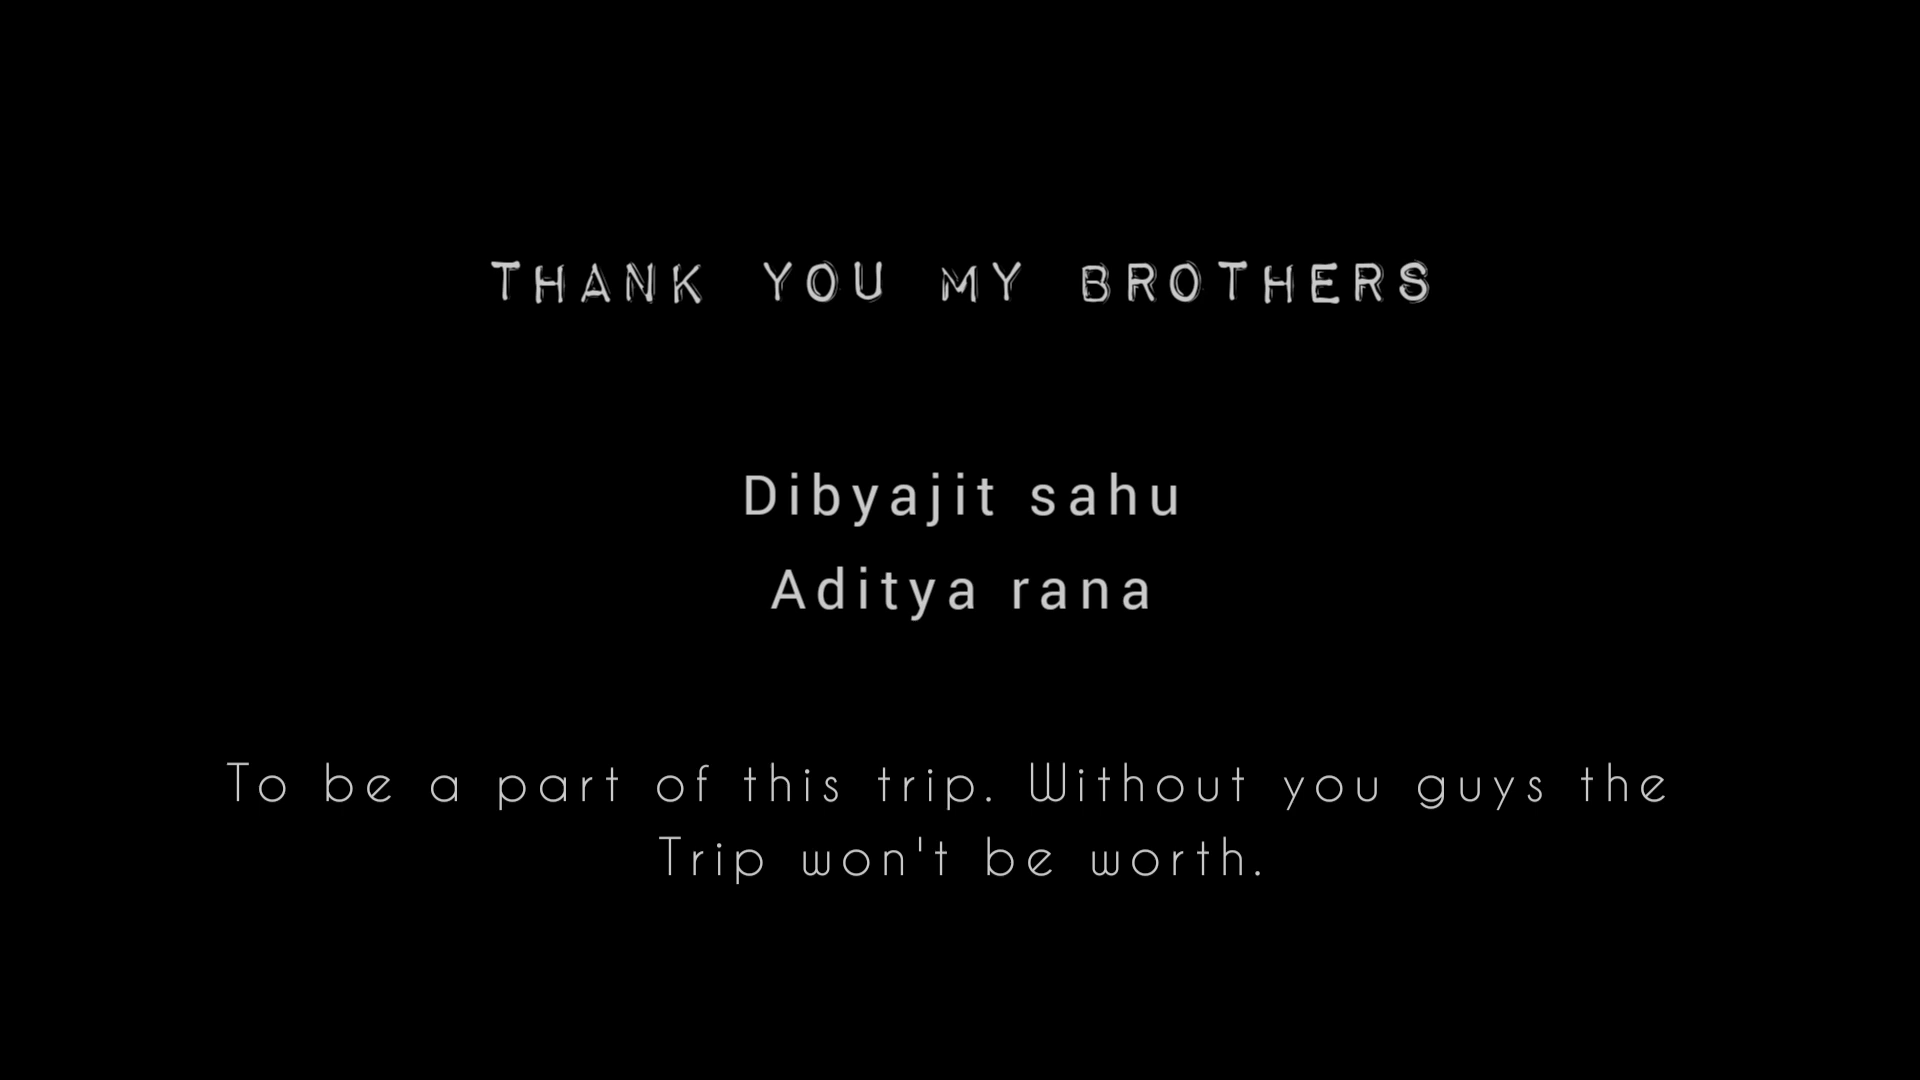 THANK YOU MY BROTHERS
Dibyajit sahu
Aditya rana
To be a part of this trip. Without you guys the
Trip won't be worth.